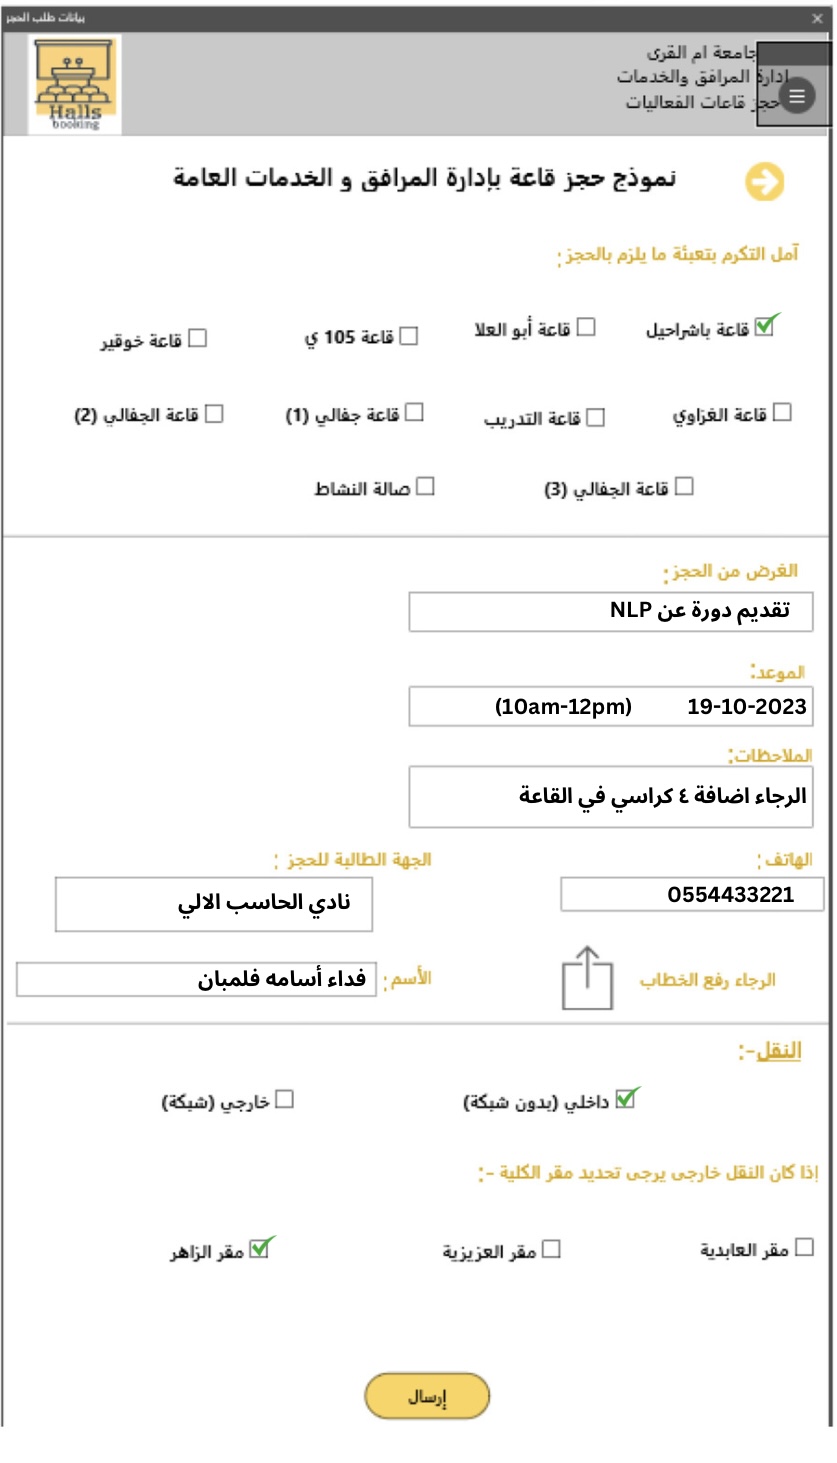 بيانات طلب الحجز
جامعة ام القرى
إدارة المرافق والخدمات
حجز قاعات الفعاليات
Halls
booking
نموذج حجز قاعة بإدارة المرافق و الخدمات العامة
آمل التكرم بتعبئة ما يلزم بالحجز :
قاعة باشراحيل قاعة أبو العلا قاعة 105 ي قاعة خوقير
قاعة الغزاوي قاعة التدريب قاعة جفالي (1) قاعة الجفالي (2)
قاعة الجفالي (3) صالة النشاط
الغرض من الحجز :
تقديم دورة عن NLP
الموعد:
19-10-2023 (10am-12pm)
الملاحظات:
الرجاء اضافة ٤ كراسي في القاعة
الهاتف : الجهة الطالبة للحجز :
0554433221 نادي الحاسب الالي
الرجاء رفع الخطاب الأسم : فداء أسامه فلمبان
النقل-:
داخلي (بدون شبكة) خارجي (شبكة)
إذا كان النقل خارجى يرجى تحديد مقر الكلية -:
مقر العابدية مقر العزيزية مقر الزاهر
إرسال